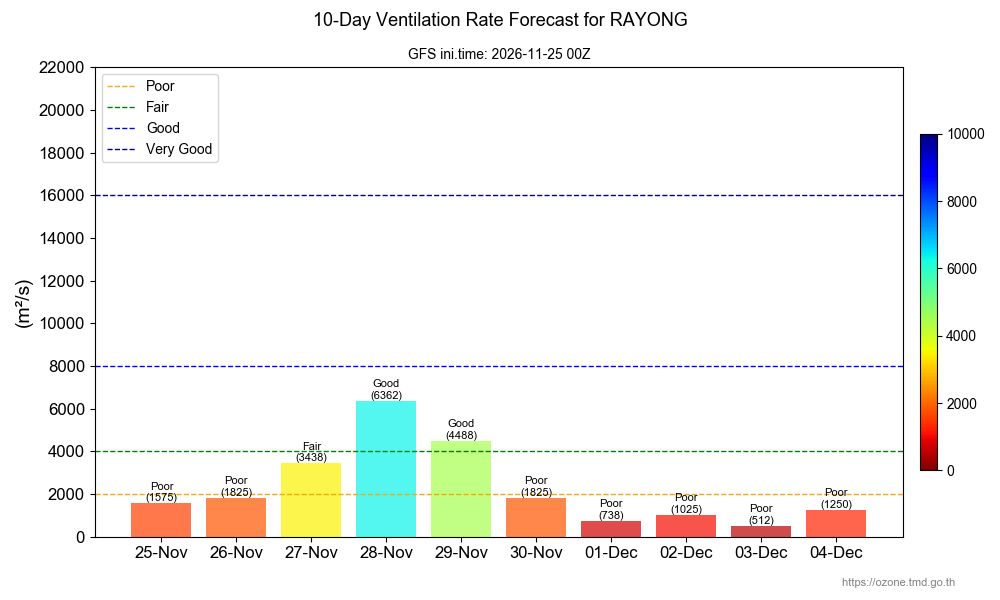 10-Day Ventilation Rate Forecast for RAYONG
GFS ini.time: 2026-11-25 00Z
22000
20000
18000
16000
14000
12000
10000
8000
6000
4000
2000
0
(m²/s)
Poor
Fair
Good
Very Good
Poor
(1575)
Poor
(1825)
Fair
(3438)
Good
(6362)
Good
(4488)
Poor
(1825)
Poor
(738)
Poor
(1025)
Poor
(512)
Poor
(1250)
25-Nov
26-Nov
27-Nov
28-Nov
29-Nov
30-Nov
01-Dec
02-Dec
03-Dec
04-Dec
10000
8000
6000
4000
2000
0
https://ozone.tmd.go.th